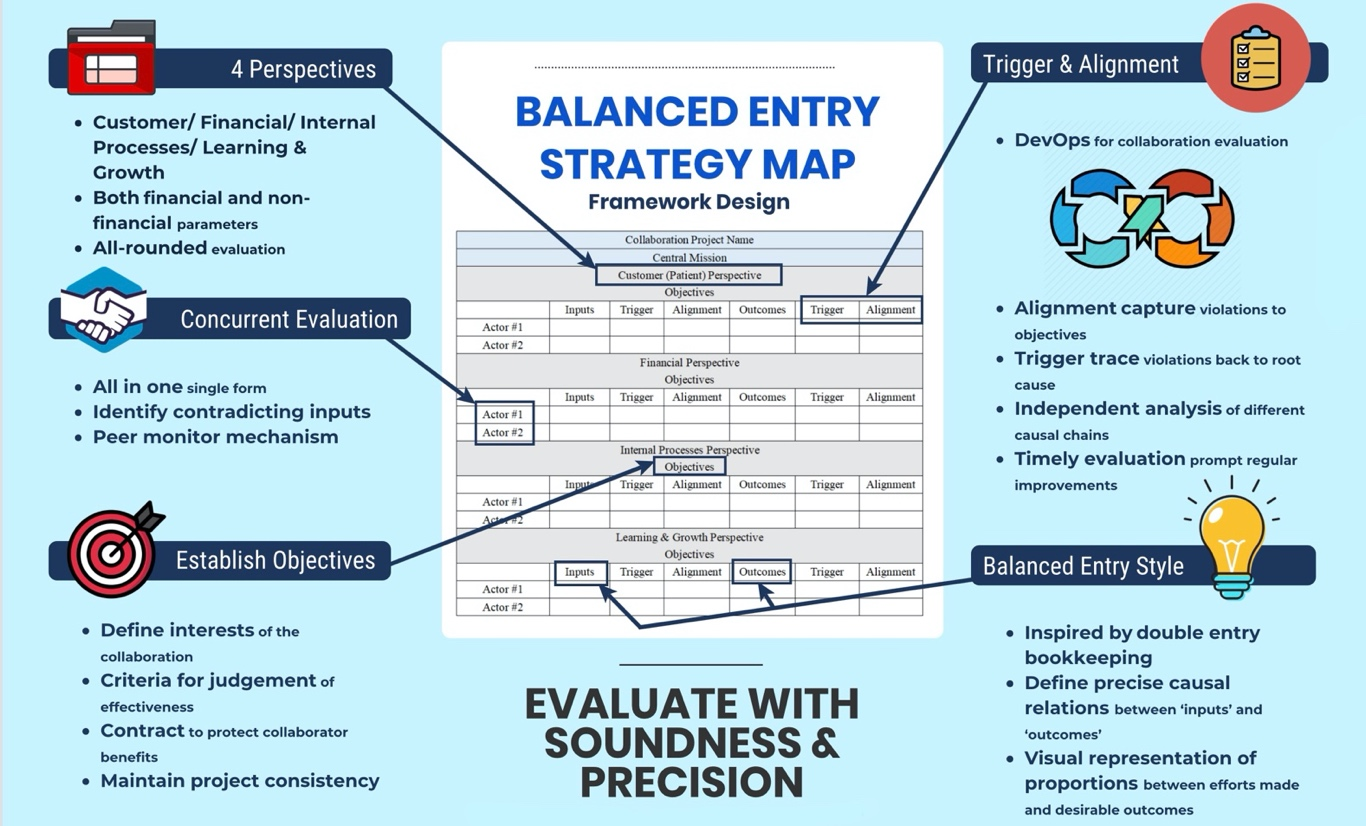 4 Perspectives
Customer/ Financial/ Internal
Processes/ Learning &
Growth
Both financial and non-
financial parameters
All-rounded evaluation
Concurrent Evaluation
All in one single form
Identify contradicting inputs
Peer monitor mechanism
Establish Objectives
Define interests of the
collaboration
Criteria for judgement of
effectiveness
Contract to protect collaborator
benefits
Maintain project consistency
BALANCED ENTRY
STRATEGY MAP
Framework Design
Collaboration Project Name
Central Mission
Customer (Patient) Perspective
Objectives
Inputs Trigger Alignment Outcomes Trigger Alignment
Actor #1
Actor #2
Financial Perspective
Objectives
Inputs Trigger Alignment Outcomes Trigger Alignment
Actor #1
Actor #2
Internal Processes Perspective
Objectives
Inputs Trigger Alignment Outcomes Trigger Alignment
Actor #1
Actor #2
Learning & Growth Perspective
Objectives
Inputs Trigger Alignment Outcomes Trigger Alignment
Actor #1
Actor #2
EVALUATE WITH
SOUNDNESS &
PRECISION
Trigger & Alignment
DevOps for collaboration evaluation
Alignment capture violations to
objectives
Trigger trace violations back to root
cause
Independent analysis of different
causal chains
Timely evaluation prompt regular
improvements
Balanced Entry Style
Inspired by double entry
bookkeeping
Define precise causal
relations between ‘inputs’ and
‘outcomes’
Visual representation of
proportions between efforts made
and desirable outcomes